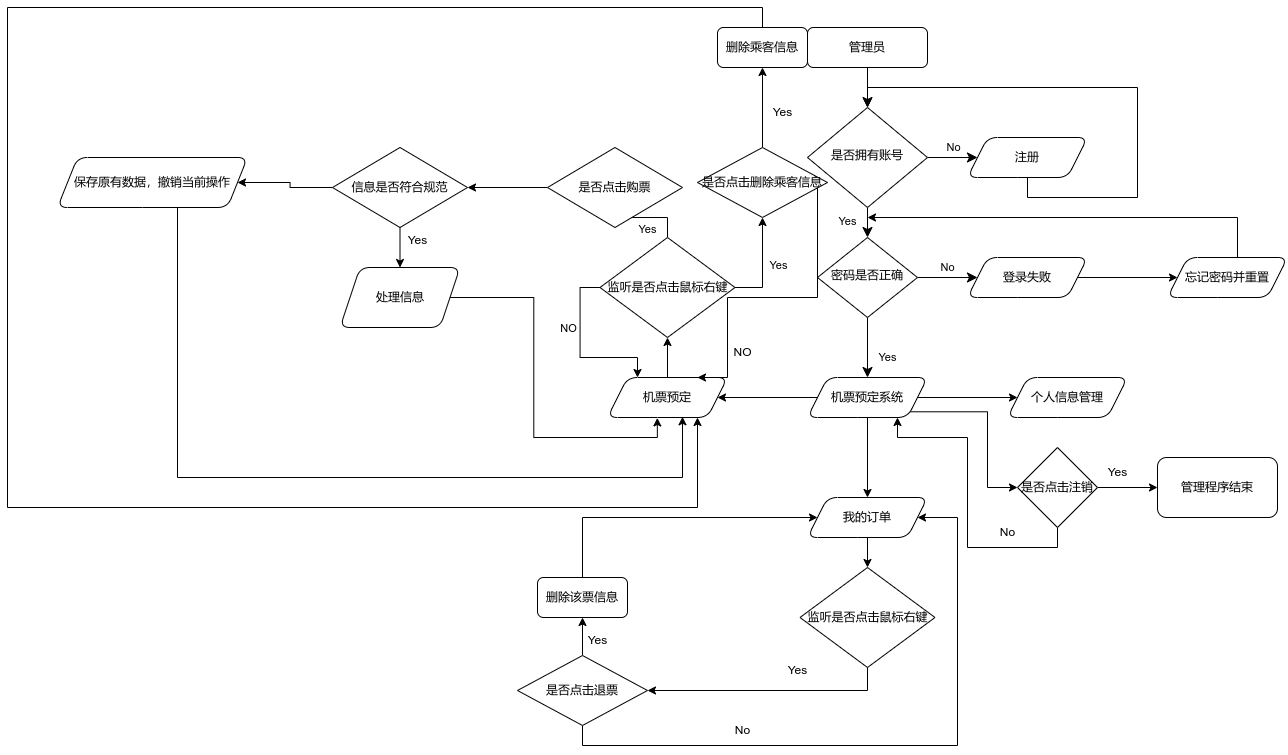 删除乘客信息
管理员
Yes
是否拥有账号
No
注册
保存原有数据，撤销当前操作
信息是否符合规范
是否点击购票
是否点击删除乘客信息
Yes
Yes
Yes
Yes
密码是否正确
No
登录失败
忘记密码并重置
处理信息
监听是否点击鼠标右键
NO
NO
Yes
机票预定
机票预定系统
个人信息管理
是否点击注销
Yes
管理程序结束
No
我的订单
删除该票信息
监听是否点击鼠标右键
Yes
Yes
是否点击退票
No